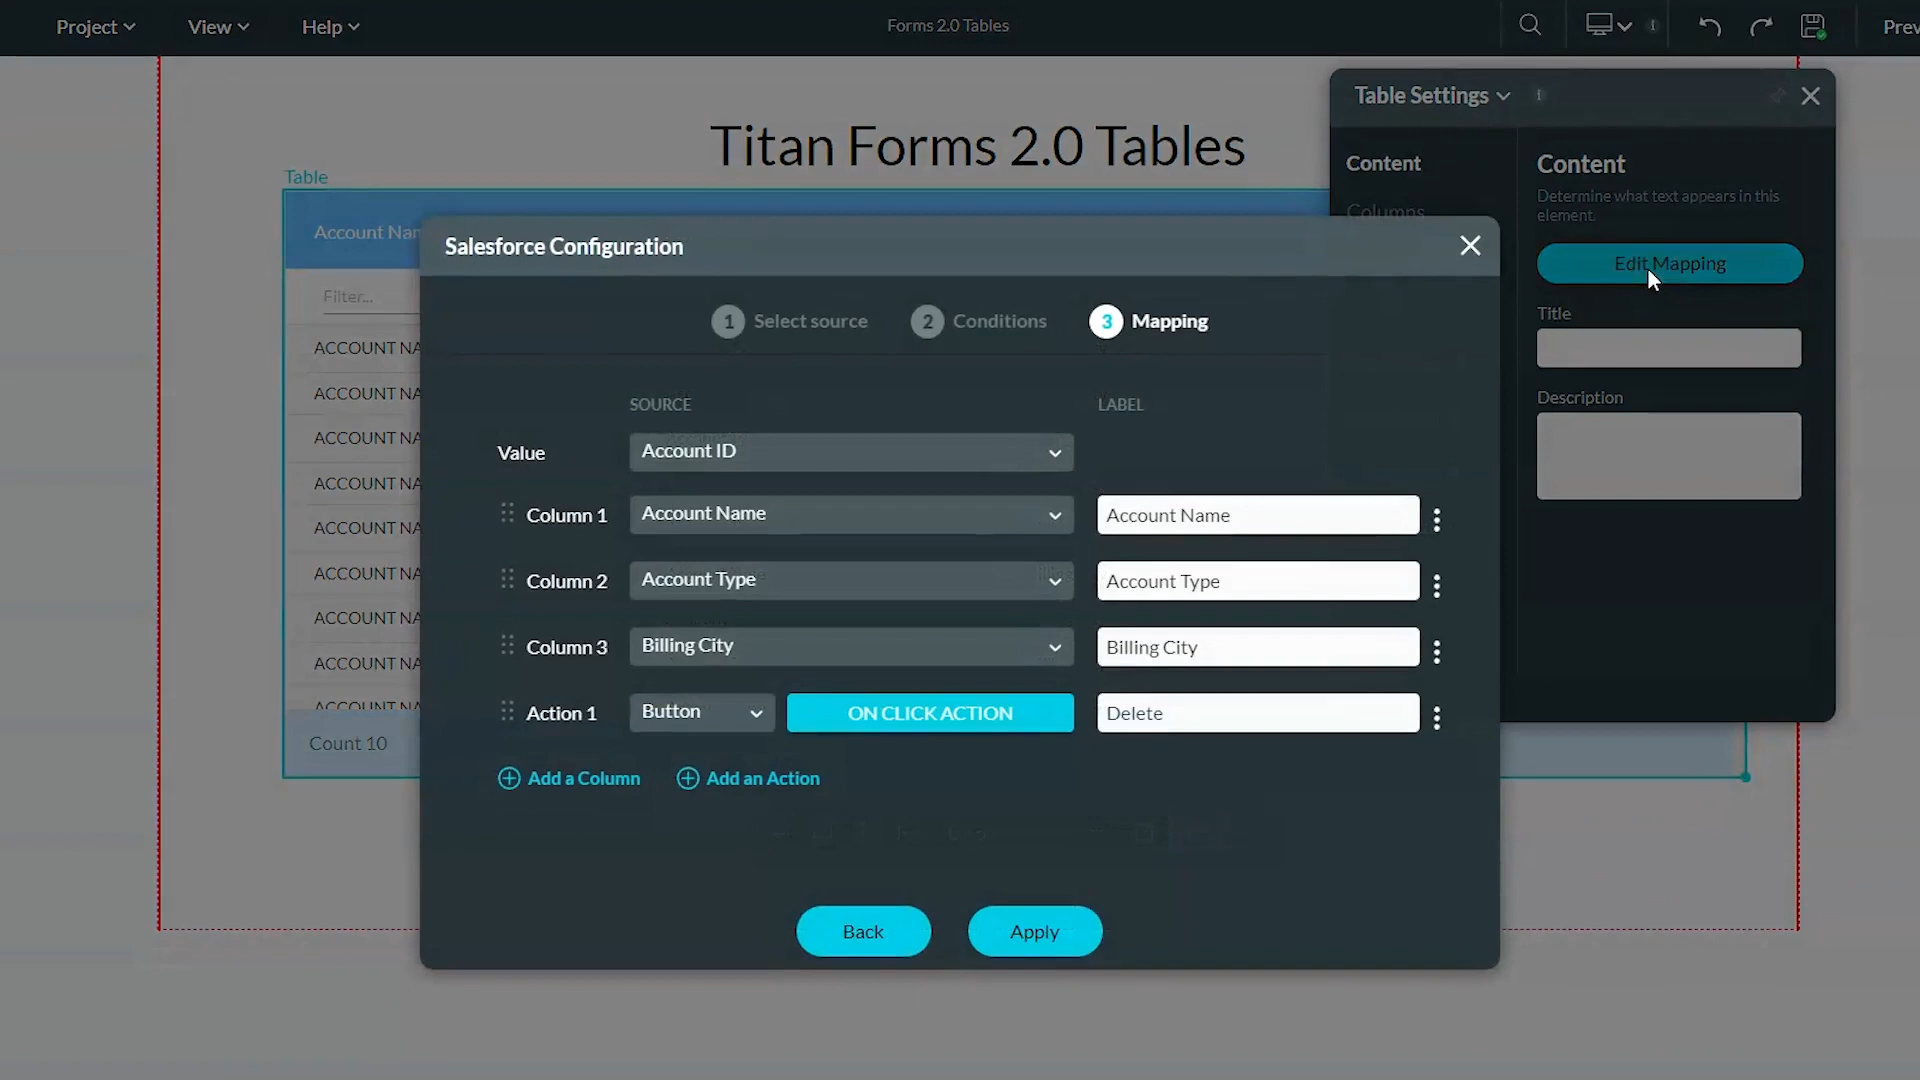 Project View Help
Forms 2.0 Tables
Prev
Table Settings
Titan Forms 2.0 Tables
Table
Content
Columns
Content
Determine what text appears in this
element.
Edit Mapping
Title
Description
Account Nam
Filter...
ACCOUNT NA
ACCOUNT NA
ACCOUNT NA
ACCOUNT NA
ACCOUNT NA
ACCOUNT NA
ACCOUNT NA
ACCOUNT NA
ACCOUNT NA
Count 10
Salesforce Configuration
1 Select source 2 Conditions 3 Mapping
SOURCE LABEL
Value Account ID
Column 1 Account Name Account Name
Column 2 Account Type Account Type
Column 3 Billing City Billing City
Action 1 Button ON CLICK ACTION Delete
Add a Column Add an Action
Back Apply